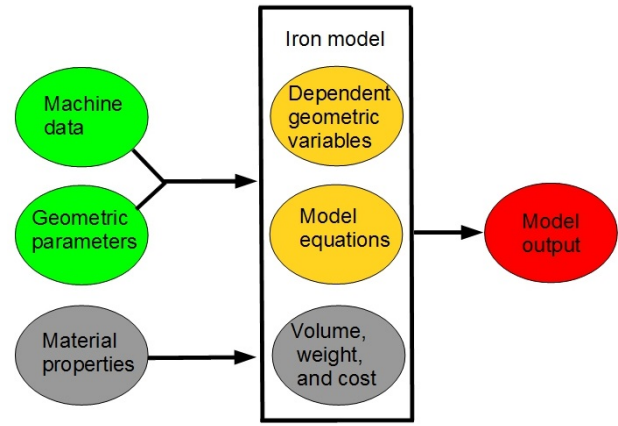 Iron model
Machine
data
Geometric
parameters
Material
properties
Dependent
geometric
variables
Model
equations
Volume,
weight,
and cost
Model
output